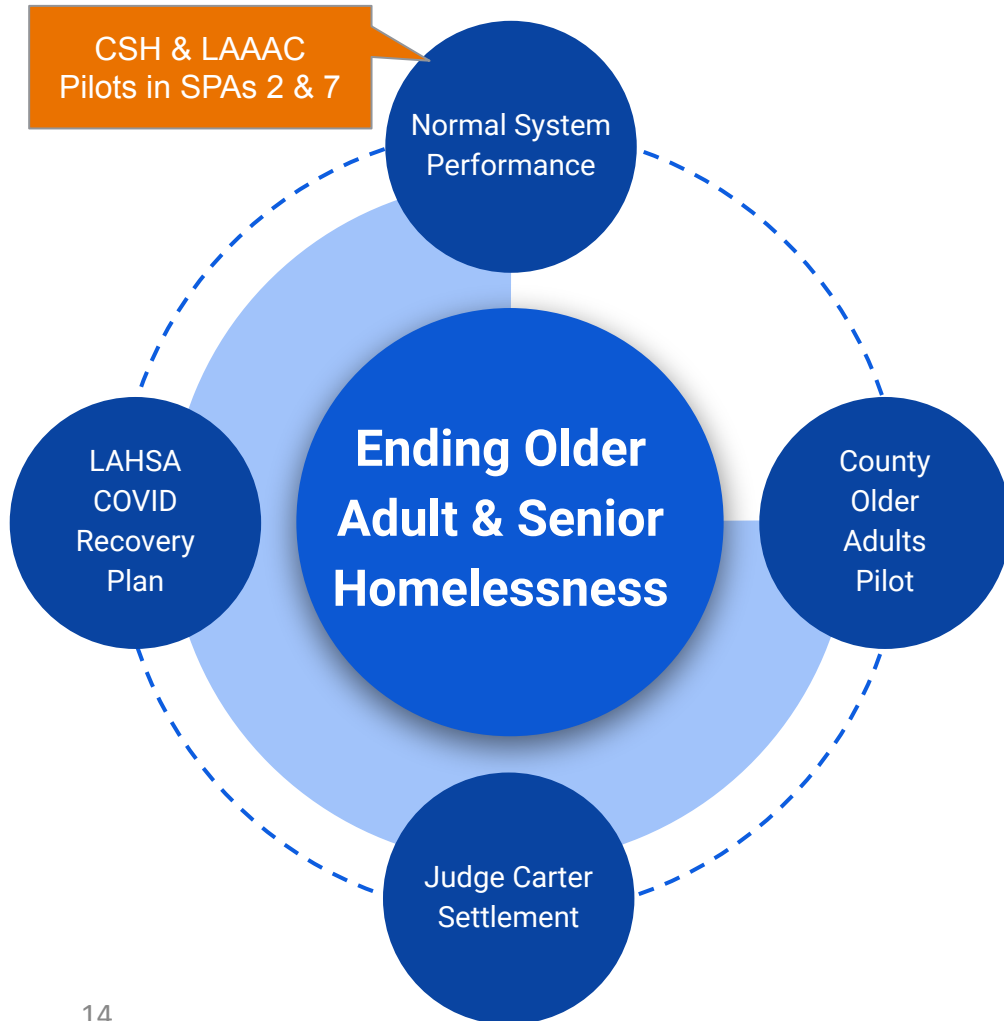 CSH & LAAAC
Pilots in SPAs 2 & 7
Normal System
Performance
LAHSA
COVID
Recovery
Plan
Ending Older
Adult & Senior
Homelessness
County
Older
Adults
Pilot
Judge Carter
Settlement
14